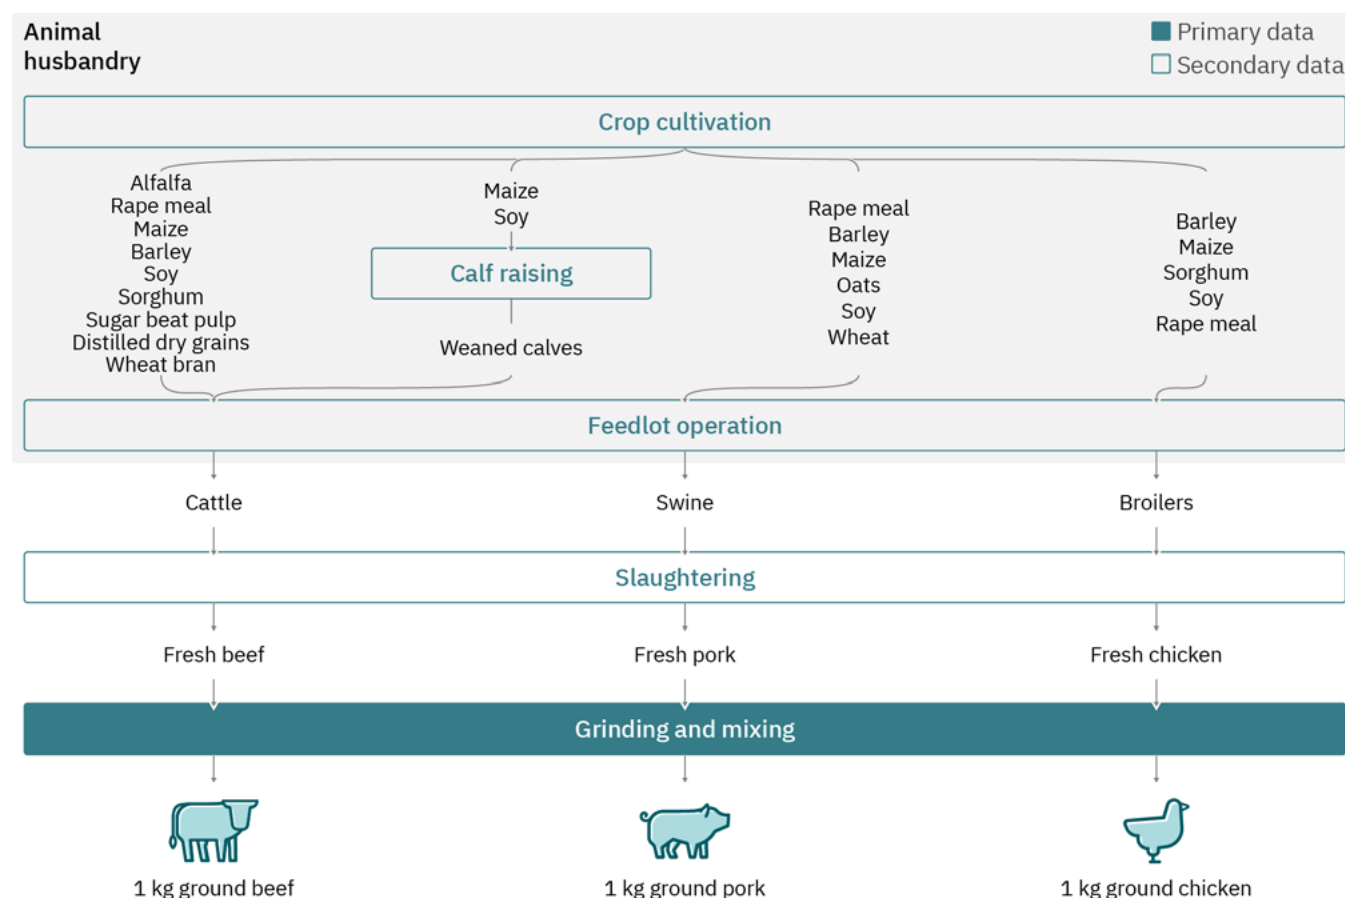 Animal
husbandry
Primary data
Secondary data
Crop cultivation
Alfalfa
Rape meal
Maize
Barley
Soy
Sorghum
Sugar beat pulp
Distilled dry grains
Wheat bran
Maize
Soy
Calf raising
Weaned calves
Rape meal
Barley
Maize
Oats
Soy
Wheat
Barley
Maize
Sorghum
Soy
Rape meal
Feedlot operation
Cattle
Swine
Broilers
Slaughtering
Fresh beef
Fresh pork
Fresh chicken
Grinding and mixing
1 kg ground beef
1 kg ground pork
1 kg ground chicken